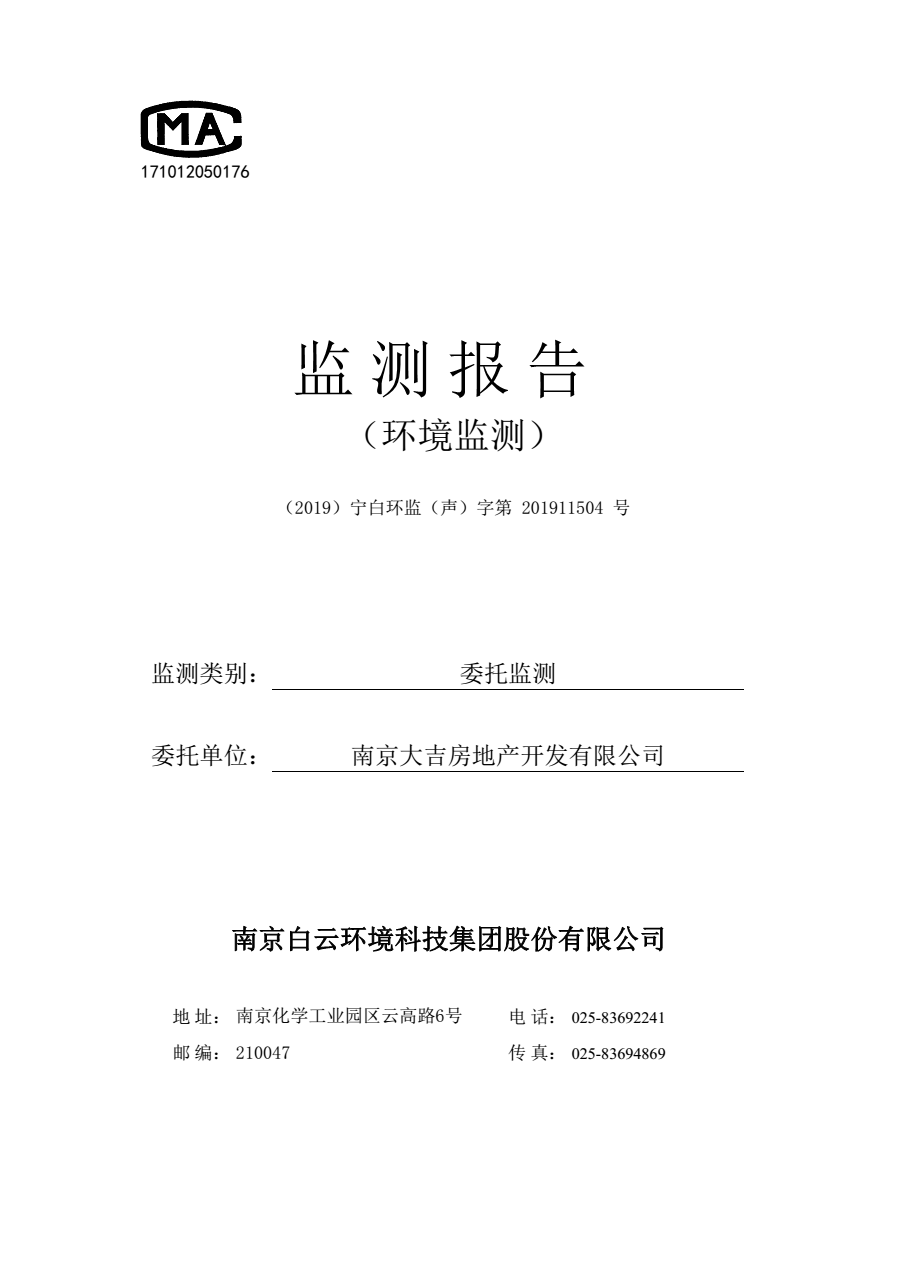 CMA
171012050176
监测报告
（环境监测）
（2019）宁白环监（声）字第 201911504 号
监测类别： 委托监测
委托单位： 南京大吉房地产开发有限公司
南京白云环境科技集团股份有限公司
地 址： 南京化学工业园区云高路6号 电 话： 025-83692241
邮 编： 210047 传 真： 025-83694869